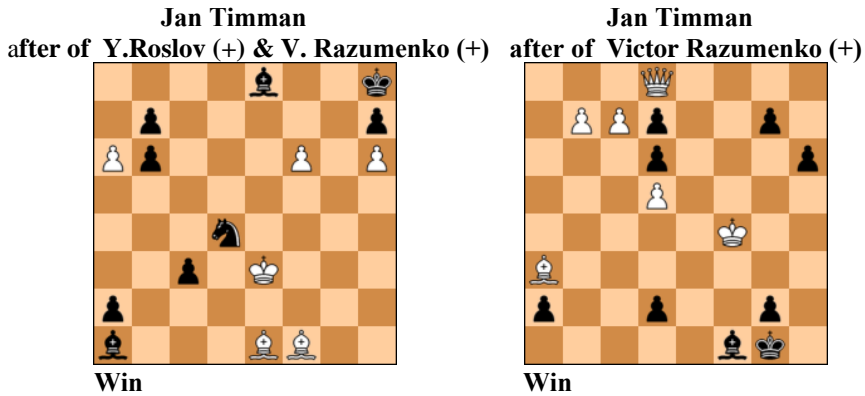 Jan Timman
after of Y.Roslov (+) & V. Razumenko (+)
Win
Jan Timman
after of Victor Razumenko (+)
Win